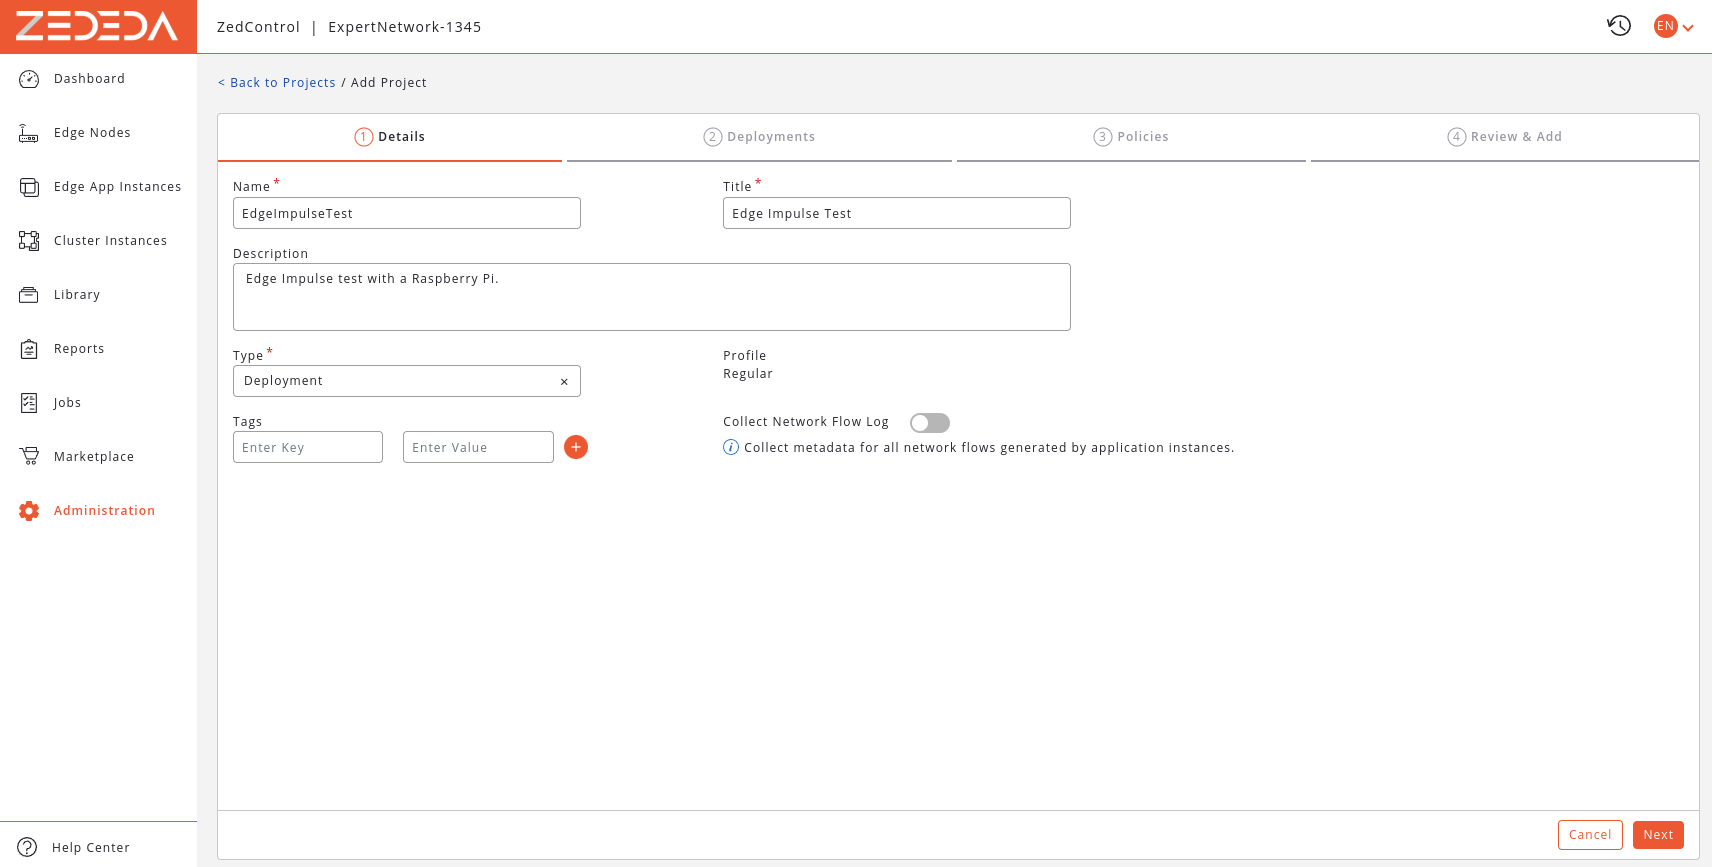 ZEDEDA
ZedControl | ExpertNetwork-1345
EN
Dashboard
Edge Nodes
Edge App Instances
Cluster Instances
Library
Reports
Jobs
Marketplace
Administration
Help Center
< Back to Projects / Add Project
1 Details
2 Deployments
3 Policies
4 Review & Add
Name *
EdgeImpulseTest
Title *
Edge Impulse Test
Description
Edge Impulse test with a Raspberry Pi.
Type *
Deployment ×
Profile
Regular
Tags
Enter Key
Enter Value
+
Collect Network Flow Log
i Collect metadata for all network flows generated by application instances.
Cancel
Next